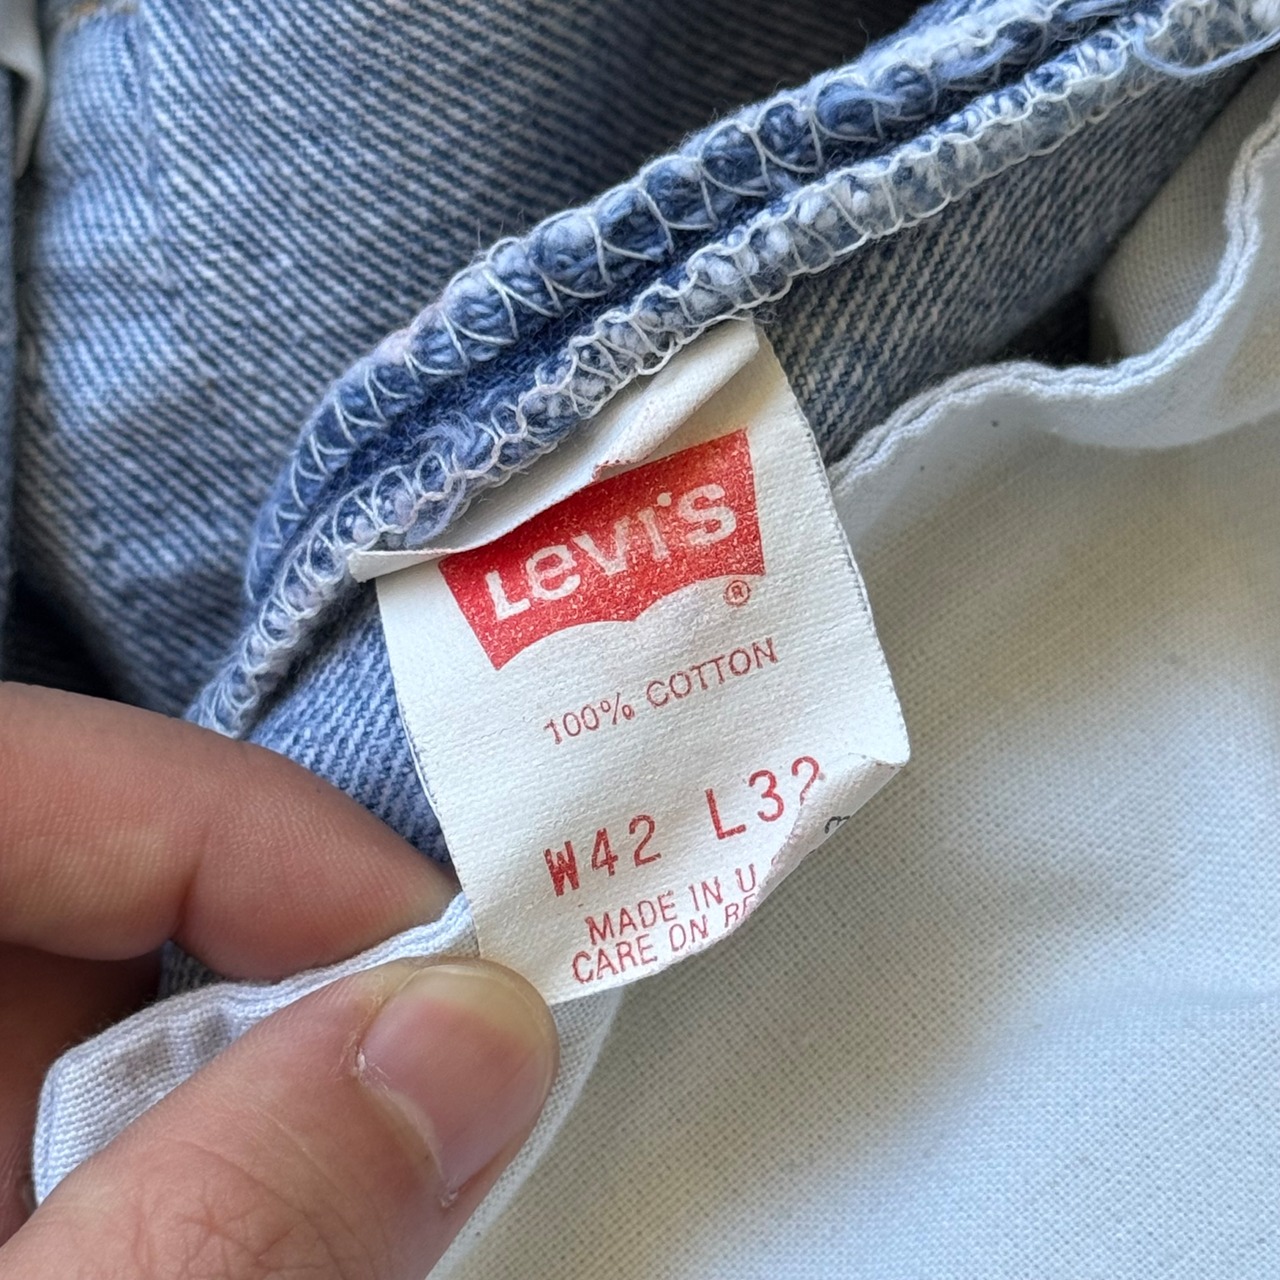 Levi's
®
100% COTTON
W42 L32
MADE IN U.S
CARE ON RE